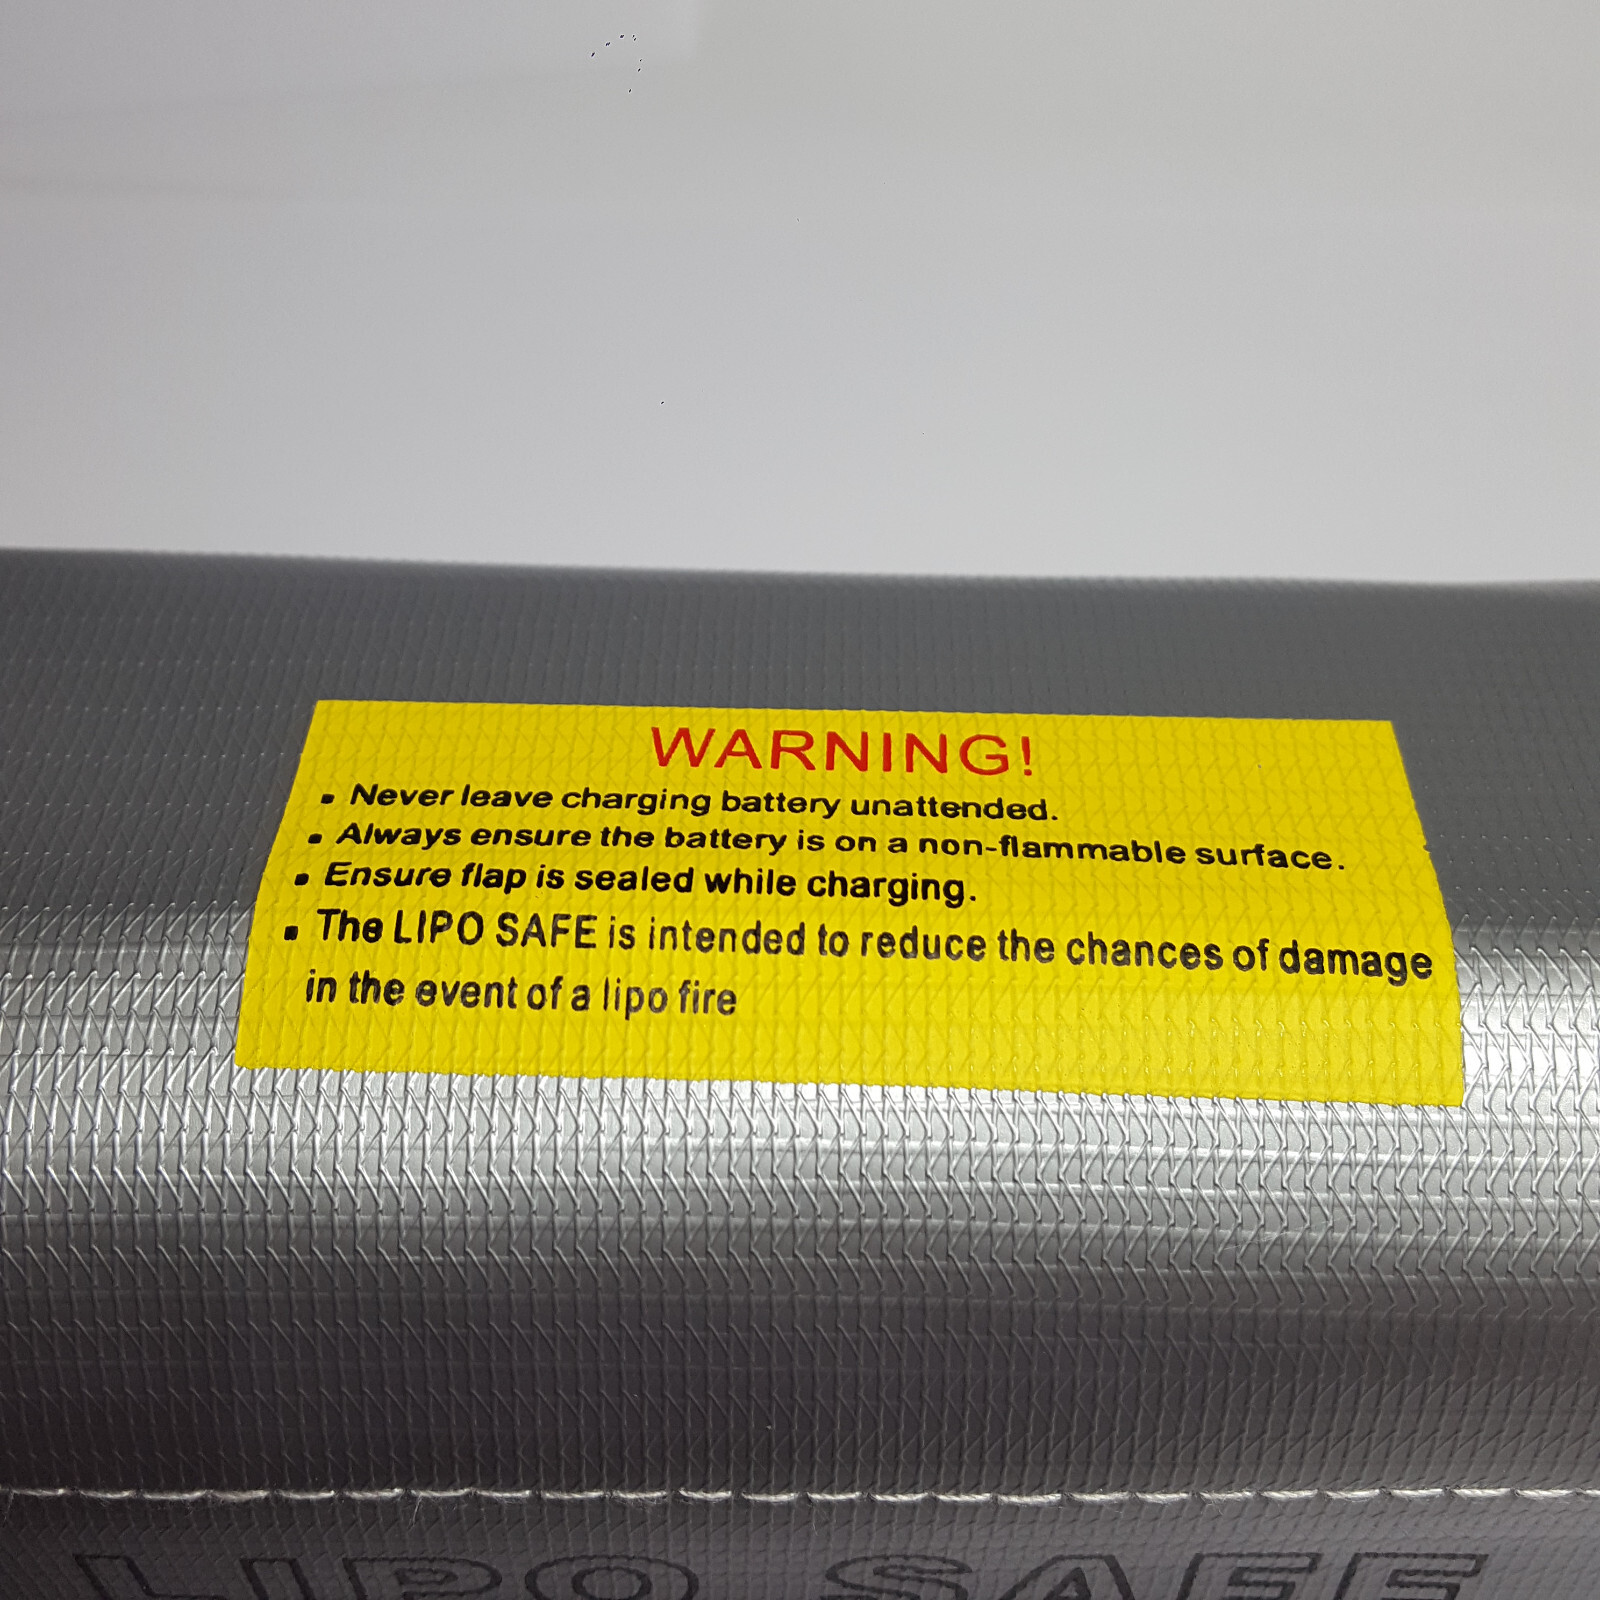 WARNING!
▪ Never leave charging battery unattended.
▪ Always ensure the battery is on a non-flammable surface.
▪ Ensure flap is sealed while charging.
▪ The LIPO SAFE is intended to reduce the chances of damage
in the event of a lipo fire
LIPO SAFE